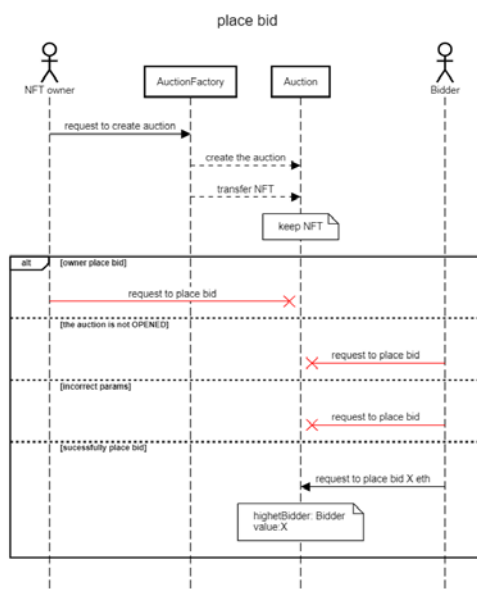 place bid
NFT owner
AuctionFactory
Auction
Bidder
request to create auction
create the auction
transfer NFT
keep NFT
alt
[owner place bid]
request to place bid
[the auction is not OPENED]
request to place bid
[incorrect params]
request to place bid
[sucessfully place bid]
request to place bid X eth
highetBidder: Bidder
value:X